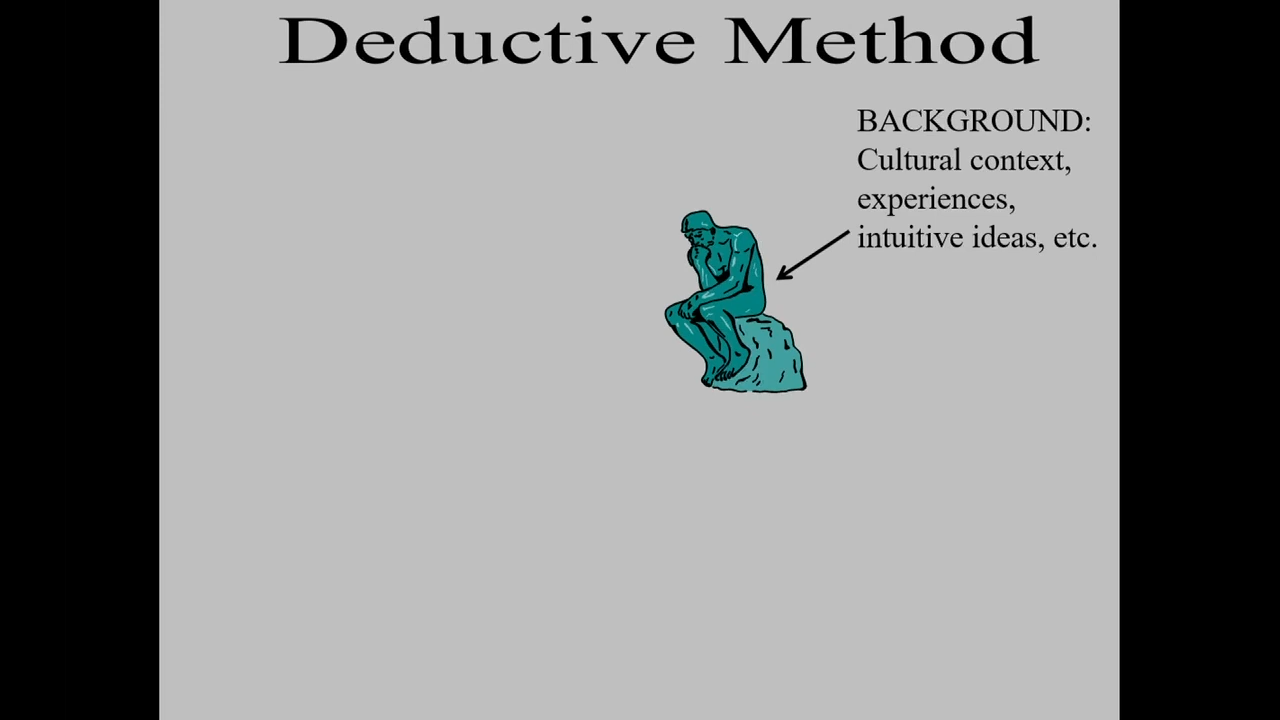 Deductive Method
BACKGROUND:
Cultural context,
experiences,
intuitive ideas, etc.